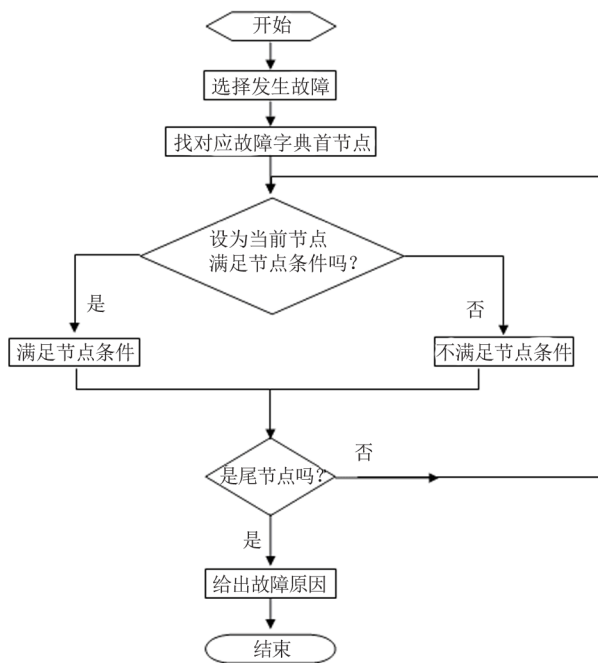 开始
选择发生故障
找对应故障字典首节点
设为当前节点
满足节点条件吗?
是
否
满足节点条件
不满足节点条件
否
是尾节点吗?
是
给出故障原因
结束